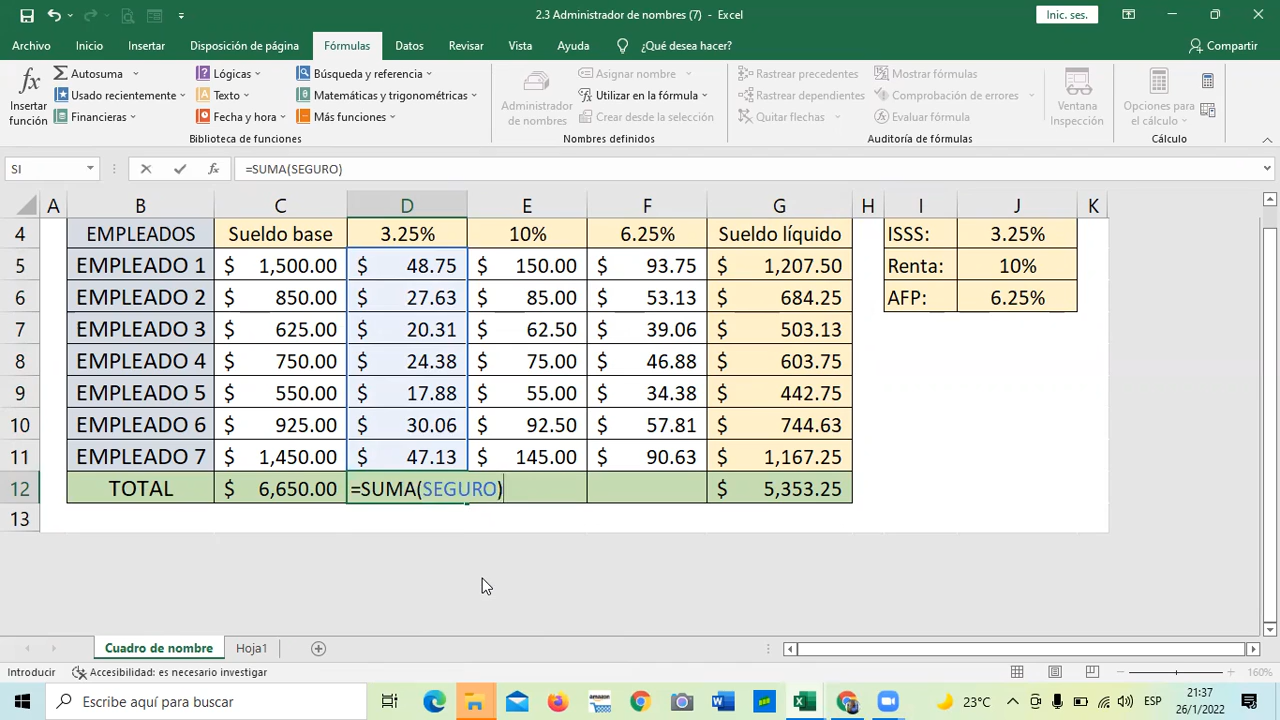 2.3 Administrador de nombres (7) - Excel
Inic. ses.
Archivo Inicio Insertar Disposición de página Fórmulas Datos Revisar Vista Ayuda ¿Qué desea hacer? Compartir
Insertar función
Autosuma
Usado recientemente
Financieras
Lógicas
Texto
Fecha y hora
Búsqueda y referencia
Matemáticas y trigonométricas
Más funciones
Biblioteca de funciones
Administrador de nombres
Asignar nombre
Utilizar en la fórmula
Crear desde la selección
Nombres definidos
Rastrear precedentes
Rastrear dependientes
Quitar flechas
Mostrar fórmulas
Comprobación de errores
Evaluar fórmula
Ventana Inspección
Auditoría de fórmulas
Opciones para el cálculo
Cálculo
SI =SUMA(SEGURO)
A B C D E F G H I J K
4 EMPLEADOS Sueldo base 3.25% 10% 6.25% Sueldo líquido ISSS: 3.25%
5 EMPLEADO 1 $ 1,500.00 $ 48.75 $ 150.00 $ 93.75 $ 1,207.50 Renta: 10%
6 EMPLEADO 2 $ 850.00 $ 27.63 $ 85.00 $ 53.13 $ 684.25 AFP: 6.25%
7 EMPLEADO 3 $ 625.00 $ 20.31 $ 62.50 $ 39.06 $ 503.13
8 EMPLEADO 4 $ 750.00 $ 24.38 $ 75.00 $ 46.88 $ 603.75
9 EMPLEADO 5 $ 550.00 $ 17.88 $ 55.00 $ 34.38 $ 442.75
10 EMPLEADO 6 $ 925.00 $ 30.06 $ 92.50 $ 57.81 $ 744.63
11 EMPLEADO 7 $ 1,450.00 $ 47.13 $ 145.00 $ 90.63 $ 1,167.25
12 TOTAL $ 6,650.00 =SUMA(SEGURO) $ 5,353.25
13
Cuadro de nombre Hoja1
Introducir Accesibilidad: es necesario investigar 160%
Escribe aquí para buscar 23°C ESP 21:37
26/1/2022